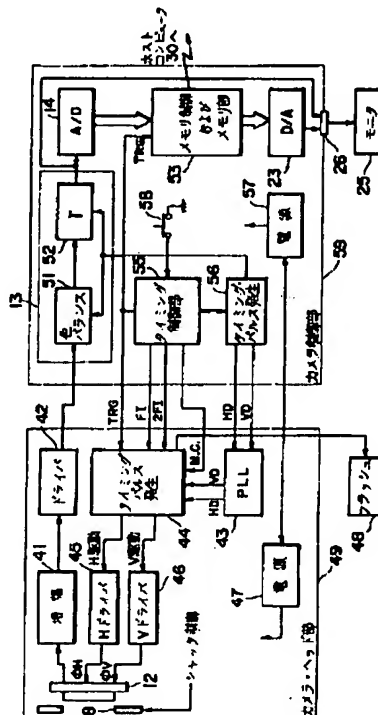 ホスト
コンピュータ
30へ
13
14
A/D
51
52
γ
色バランス
TRG
メモリ制御
および
メモリ部
53
58
D/A
23
26
モニタ
25
57
電源
55
タイミング
制御部
56
タイミング
パルス発生
59
カメラ制御部
42
ドライバ
TRG
FI
2FI
M.C.
HD
VD
41
増幅
タイミング
パルス発生
44
HD
VD
PLL
43
フラッシュ
48
45
H駆動
Hドライバ
V駆動
Vドライバ
46
47
電源
49
ΦH
ΦV
12
8
シャッタ制御
カメラ・ヘッド部